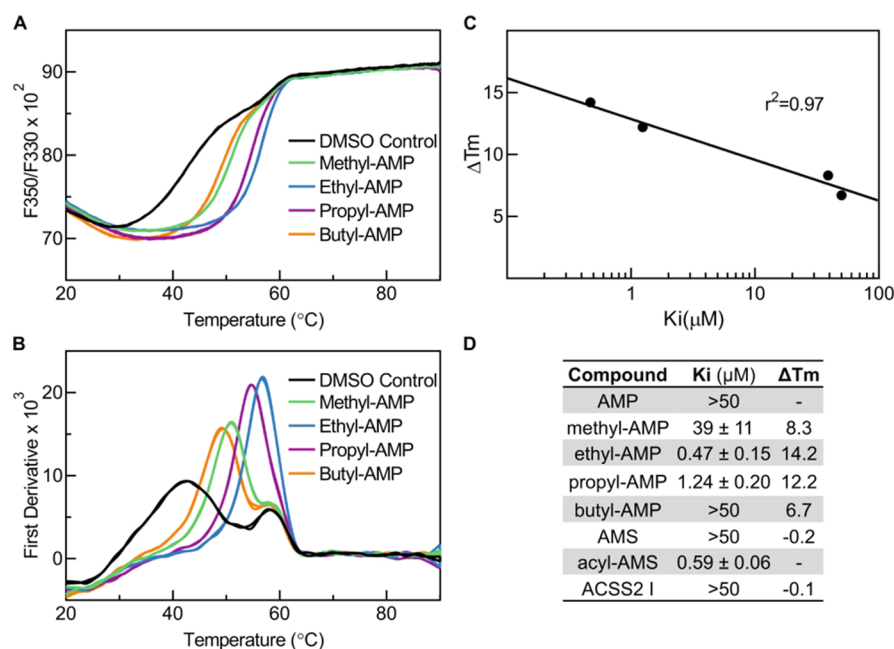 A
90
80
70
F350/F330 x 10²
DMSO Control
Methyl-AMP
Ethyl-AMP
Propyl-AMP
Butyl-AMP
20 40 60 80
Temperature (°C)
B
20
10
0
First Derivative x 10³
DMSO Control
Methyl-AMP
Ethyl-AMP
Propyl-AMP
Butyl-AMP
20 40 60 80
Temperature (°C)
C
15
10
5
ΔTm
r²=0.97
1 10 100
Ki(μM)
D
Compound Ki (μM) ΔTm
AMP >50 -
methyl-AMP 39 ± 11 8.3
ethyl-AMP 0.47 ± 0.15 14.2
propyl-AMP 1.24 ± 0.20 12.2
butyl-AMP >50 6.7
AMS >50 -0.2
acyl-AMS 0.59 ± 0.06 -
ACSS2 I >50 -0.1